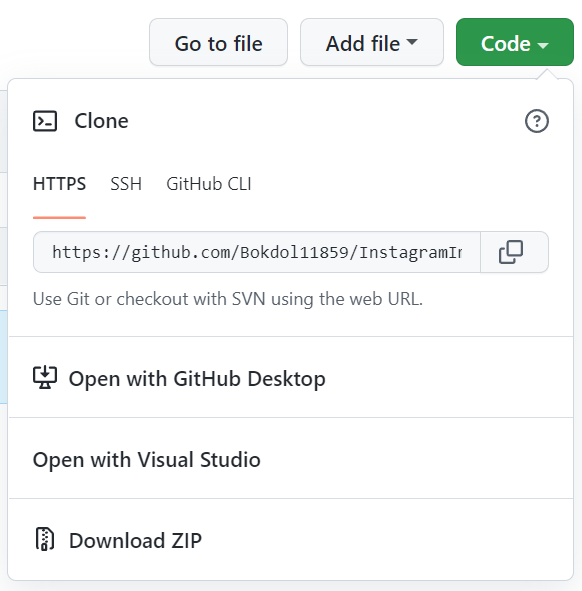 Go to file
Add file
Code
Clone
HTTPS
SSH
GitHub CLI
https://github.com/Bokdol11859/InstagramIn
Use Git or checkout with SVN using the web URL.
Open with GitHub Desktop
Open with Visual Studio
Download ZIP